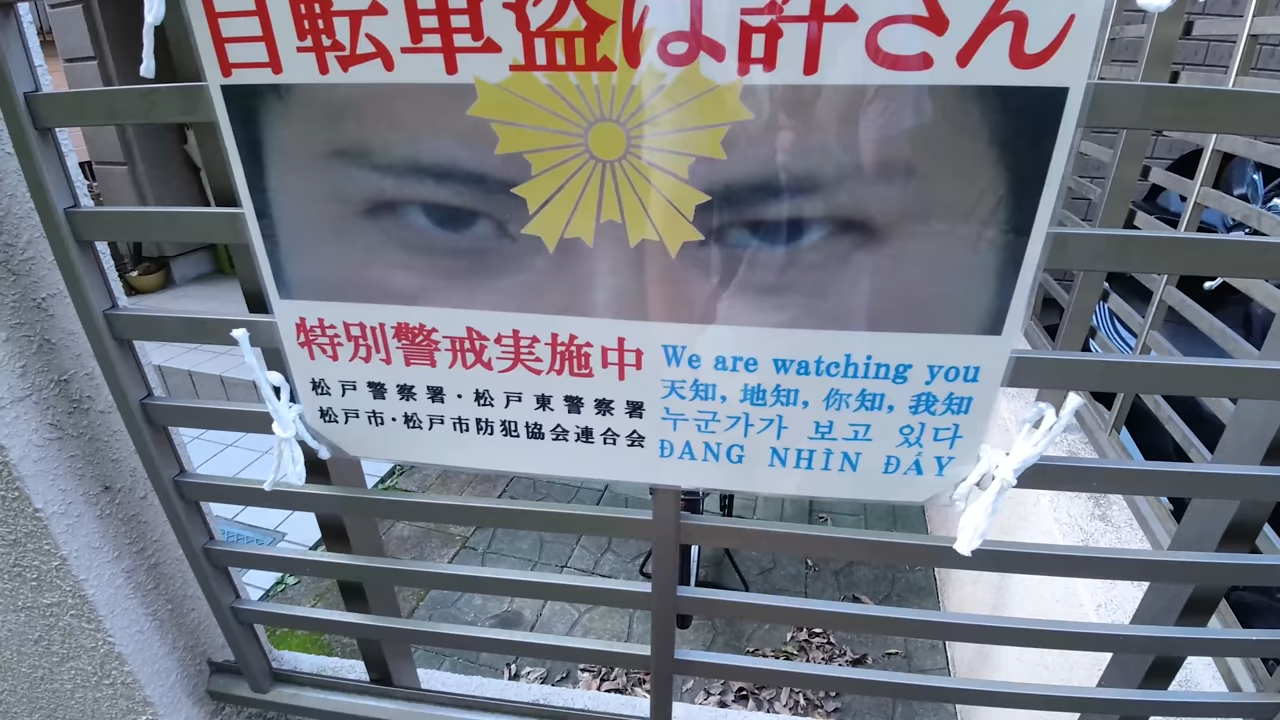 自転車盗は許さん
特別警戒実施中
松戸警察署・松戸東警察署
松戸市・松戸市防犯協会連合会
We are watching you
天知，地知，你知，我知
누군가가 보고 있다
ĐANG NHÌN ĐẤY